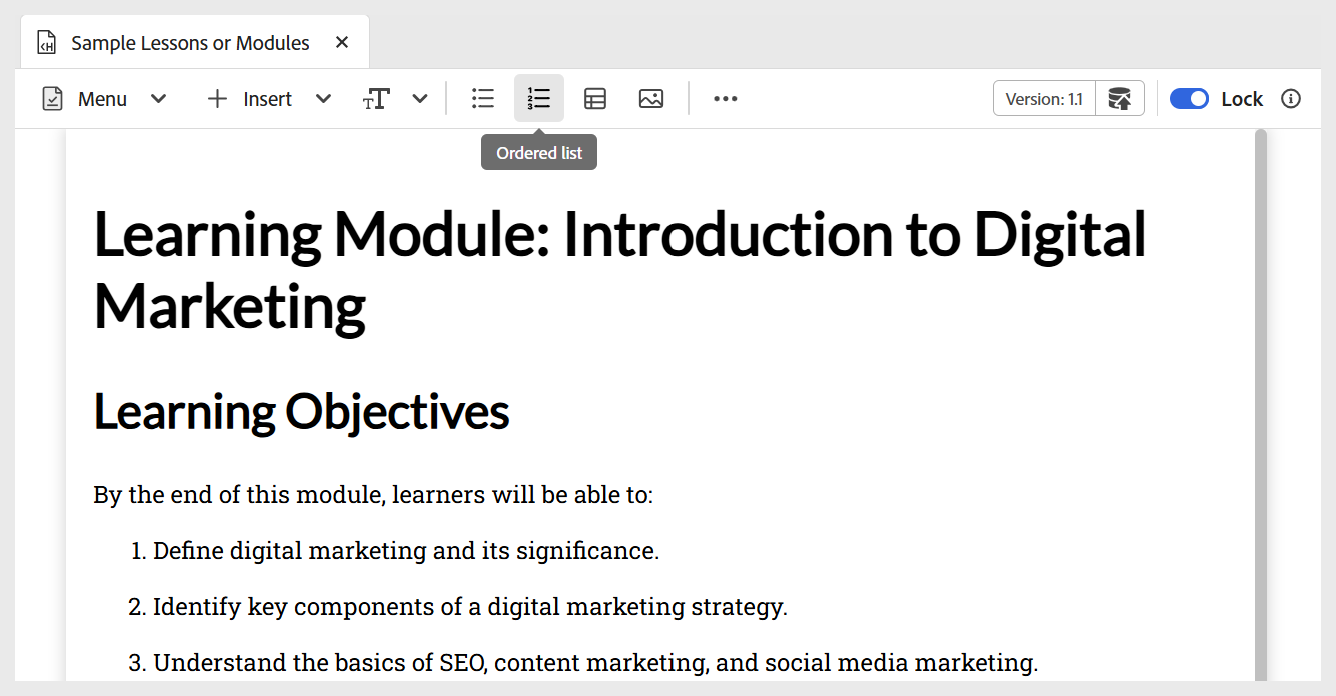 Sample Lessons or Modules
Menu Insert Version: 1.1 Lock
Ordered list
Learning Module: Introduction to Digital
Marketing
Learning Objectives
By the end of this module, learners will be able to:
1. Define digital marketing and its significance.
2. Identify key components of a digital marketing strategy.
3. Understand the basics of SEO, content marketing, and social media marketing.